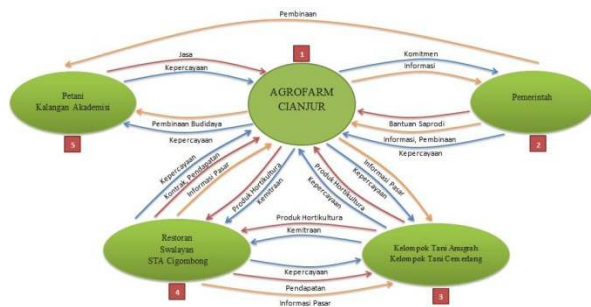 Pembinaan
Jasa
Kepercayaan
1
Komitmen
Informasi
AGROFARM
CIANJUR
Petani
Kalangan Akademisi
Pemerintah
5
Pembinaan Budidaya
Kepercayaan
Bantuan Saprodi
Informasi, Pembinaan
Kepercayaan
2
Kepercayaan
Kontrak, Pendapatan
Informasi Pasar
Produk Hortikultura
Kemitraan
Produk Hortikultura
Kepercayaan
Informasi Pasar
Kepercayaan
Produk Hortikultura
Kemitraan
Restoran
Swalayan
STA Cigombong
Kelompok Tani Anugrah
Kelompok Tani Cemerlang
Kepercayaan
4
Pendapatan
3
Informasi Pasar